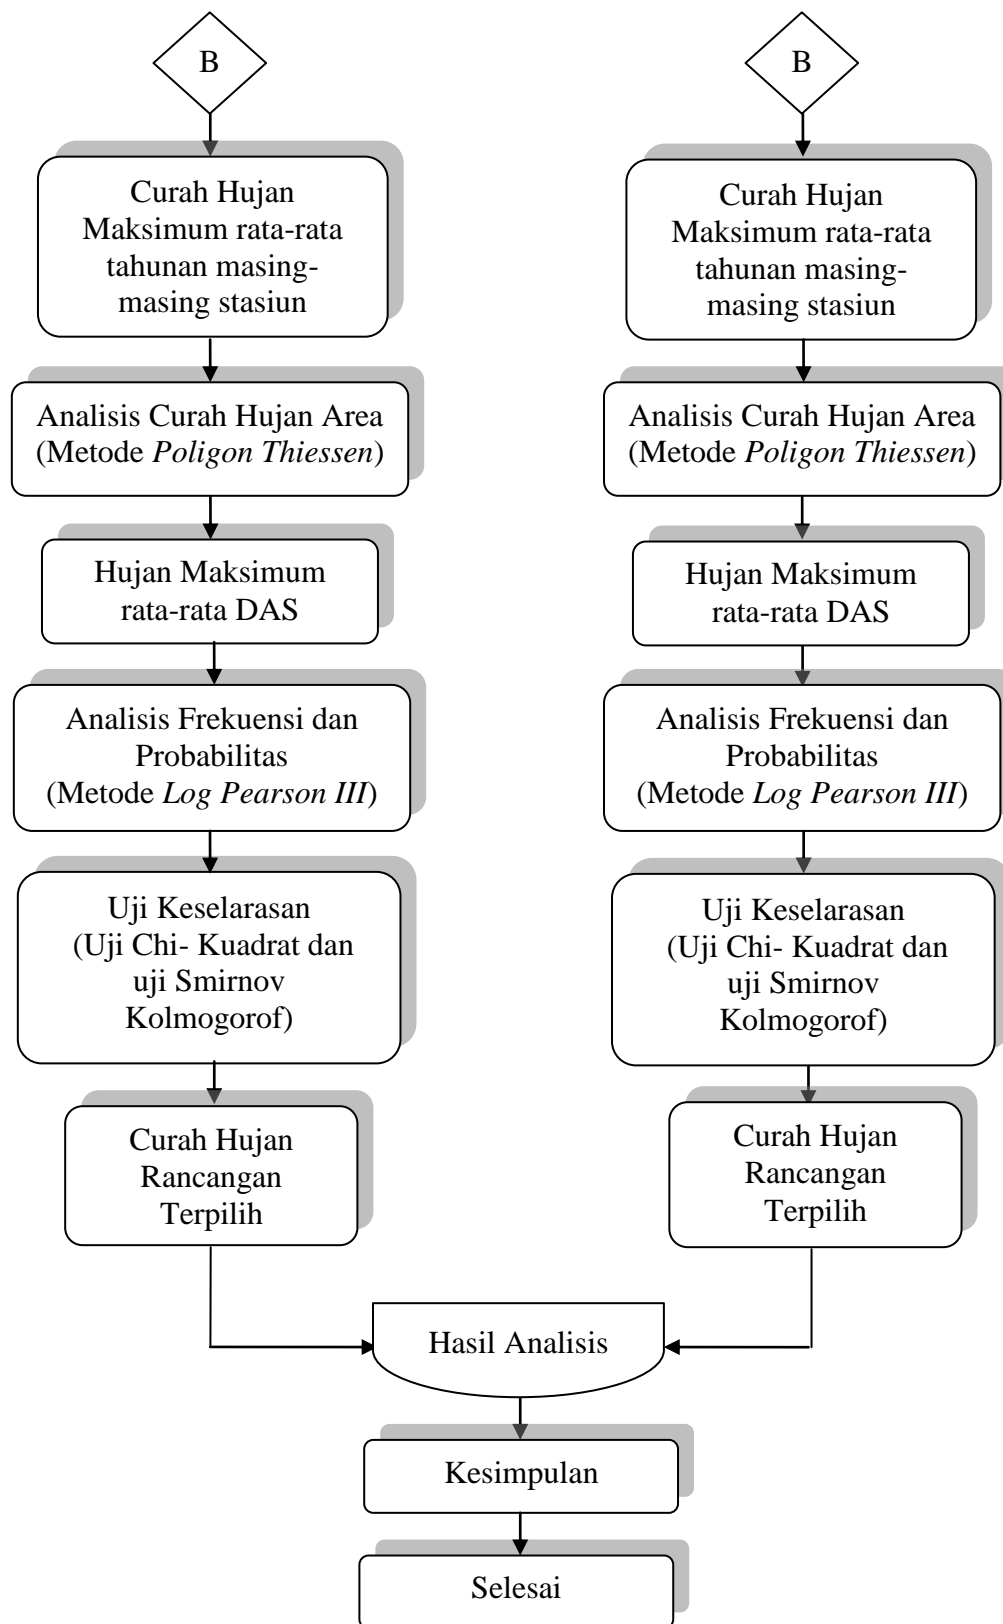 B
Curah Hujan
Maksimum rata-rata
tahunan masing-
masing stasiun
Analisis Curah Hujan Area
(Metode Poligon Thiessen)
Hujan Maksimum
rata-rata DAS
Analisis Frekuensi dan
Probabilitas
(Metode Log Pearson III)
Uji Keselarasan
(Uji Chi- Kuadrat dan
uji Smirnov
Kolmogorof)
Curah Hujan
Rancangan
Terpilih
B
Curah Hujan
Maksimum rata-rata
tahunan masing-
masing stasiun
Analisis Curah Hujan Area
(Metode Poligon Thiessen)
Hujan Maksimum
rata-rata DAS
Analisis Frekuensi dan
Probabilitas
(Metode Log Pearson III)
Uji Keselarasan
(Uji Chi- Kuadrat dan
uji Smirnov
Kolmogorof)
Curah Hujan
Rancangan
Terpilih
Hasil Analisis
Kesimpulan
Selesai